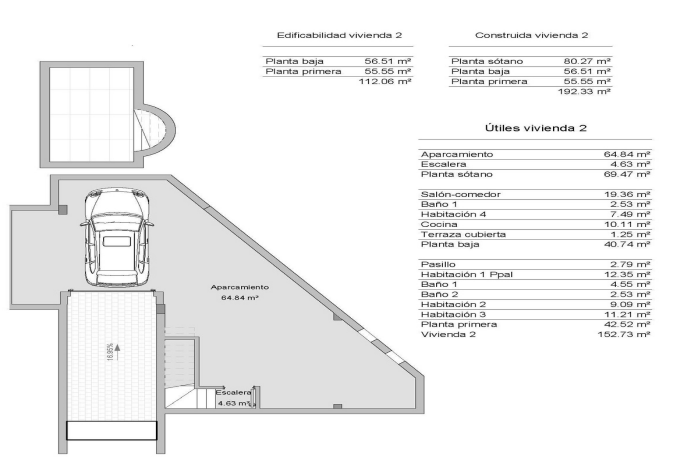 Edificabilidad vivienda 2
Planta baja 56.51 m²
Planta primera 55.55 m²
112.06 m²
Construida vivienda 2
Planta sótano 80.27 m²
Planta baja 56.51 m²
Planta primera 55.55 m²
192.33 m²
Útiles vivienda 2
Aparcamiento 64.84 m²
Escalera 4.63 m²
Planta sótano 69.47 m²
Salón-comedor 19.36 m²
Baño 1 2.53 m²
Habitación 4 7.49 m²
Cocina 10.11 m²
Terraza cubierta 1.25 m²
Planta baja 40.74 m²
Pasillo 2.79 m²
Habitación 1 Ppal 12.35 m²
Baño 1 4.55 m²
Baño 2 2.53 m²
Habitación 2 9.09 m²
Habitación 3 11.21 m²
Planta primera 42.52 m²
Vivienda 2 152.73 m²
Aparcamiento
64.84 m²
Escalera
4.63 m²